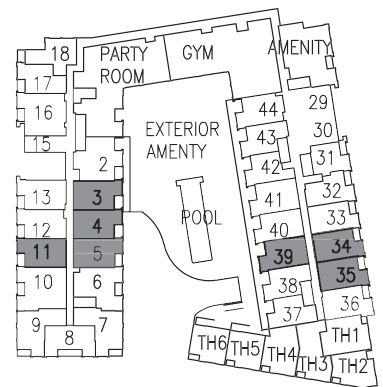 18
PARTY
ROOM
GYM
AMENITY
17
16
15
2
EXTERIOR
AMENTY
44
43
42
29
30
31
13
3
41
32
12
4
POOL
40
33
11
5
39
34
10
6
38
35
9
7
37
36
8
TH6
TH5
TH4
TH3
TH1
TH2